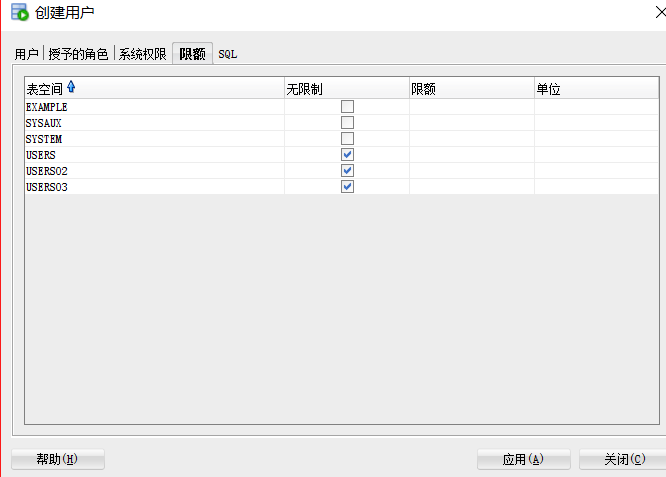 创建用户
用户 授予的角色 系统权限 限额 SQL
表空间 无限制 限额 单位
EXAMPLE
SYSAUX
SYSTEM
USERS
USERS02
USERS03
帮助(H) 应用(A) 关闭(C)